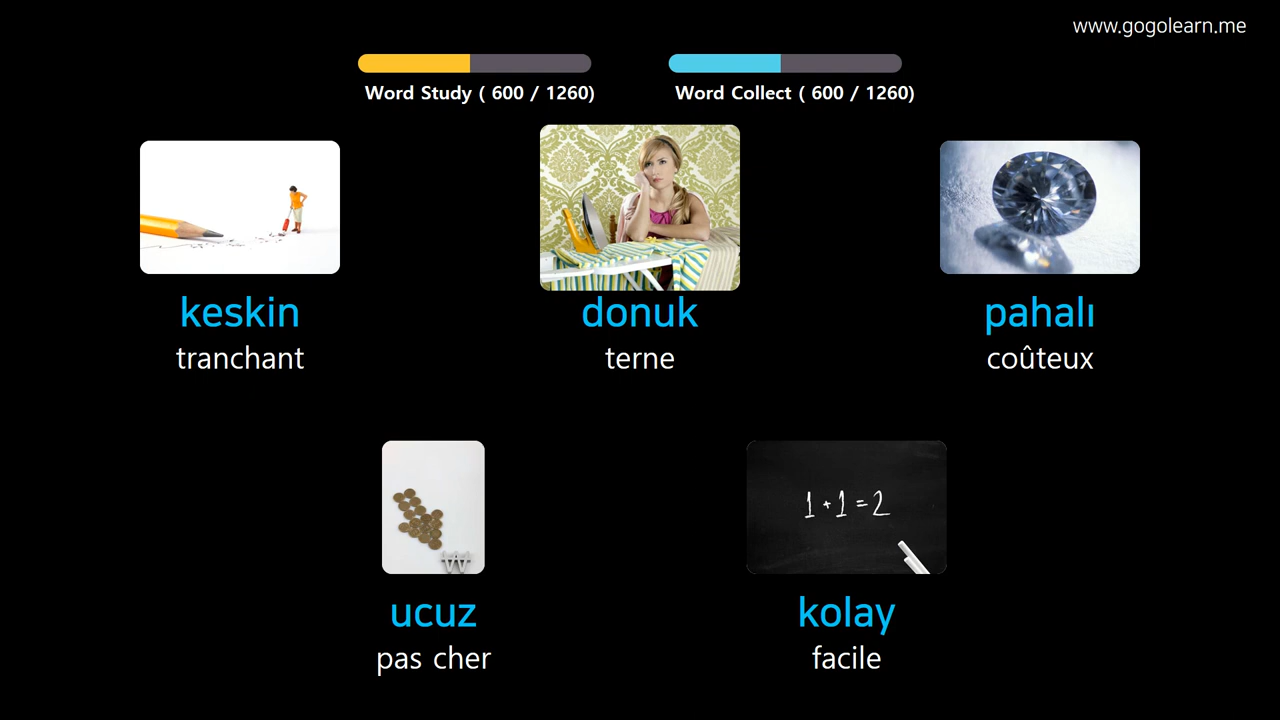 www.gogolearn.me
Word Study ( 600 / 1260)
Word Collect ( 600 / 1260)
keskin
tranchant
donuk
terne
pahalı
coûteux
1+1=2
ucuz
pas cher
kolay
facile